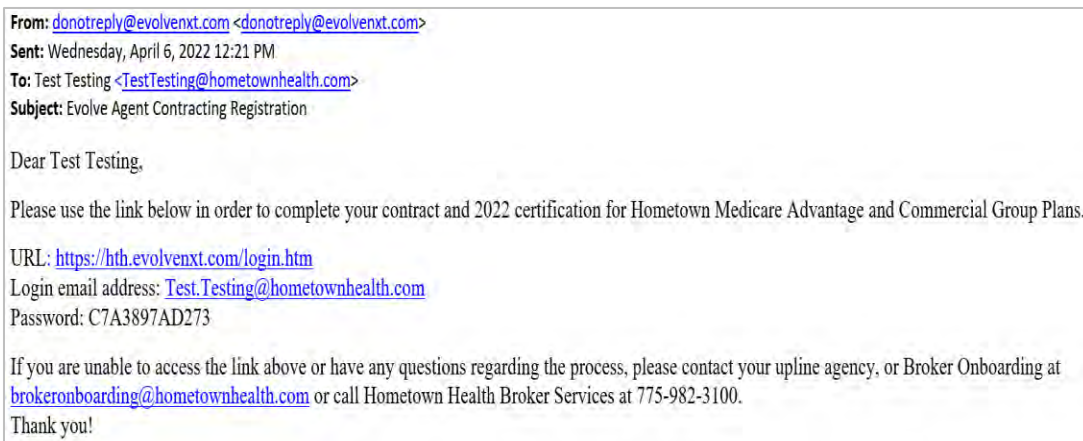 From: donotreply@evolvenxt.com <donotreply@evolvenxt.com>
Sent: Wednesday, April 6, 2022 12:21 PM
To: Test Testing <TestTesting@hometownhealth.com>
Subject: Evolve Agent Contracting Registration
Dear Test Testing,
Please use the link below in order to complete your contract and 2022 certification for Hometown Medicare Advantage and Commercial Group Plans.
URL: https://hth.evolvenxt.com/login.htm
Login email address: Test.Testing@hometownhealth.com
Password: C7A3897AD273
If you are unable to access the link above or have any questions regarding the process, please contact your upline agency, or Broker Onboarding at
brokeronboarding@hometownhealth.com or call Hometown Health Broker Services at 775-982-3100.
Thank you!